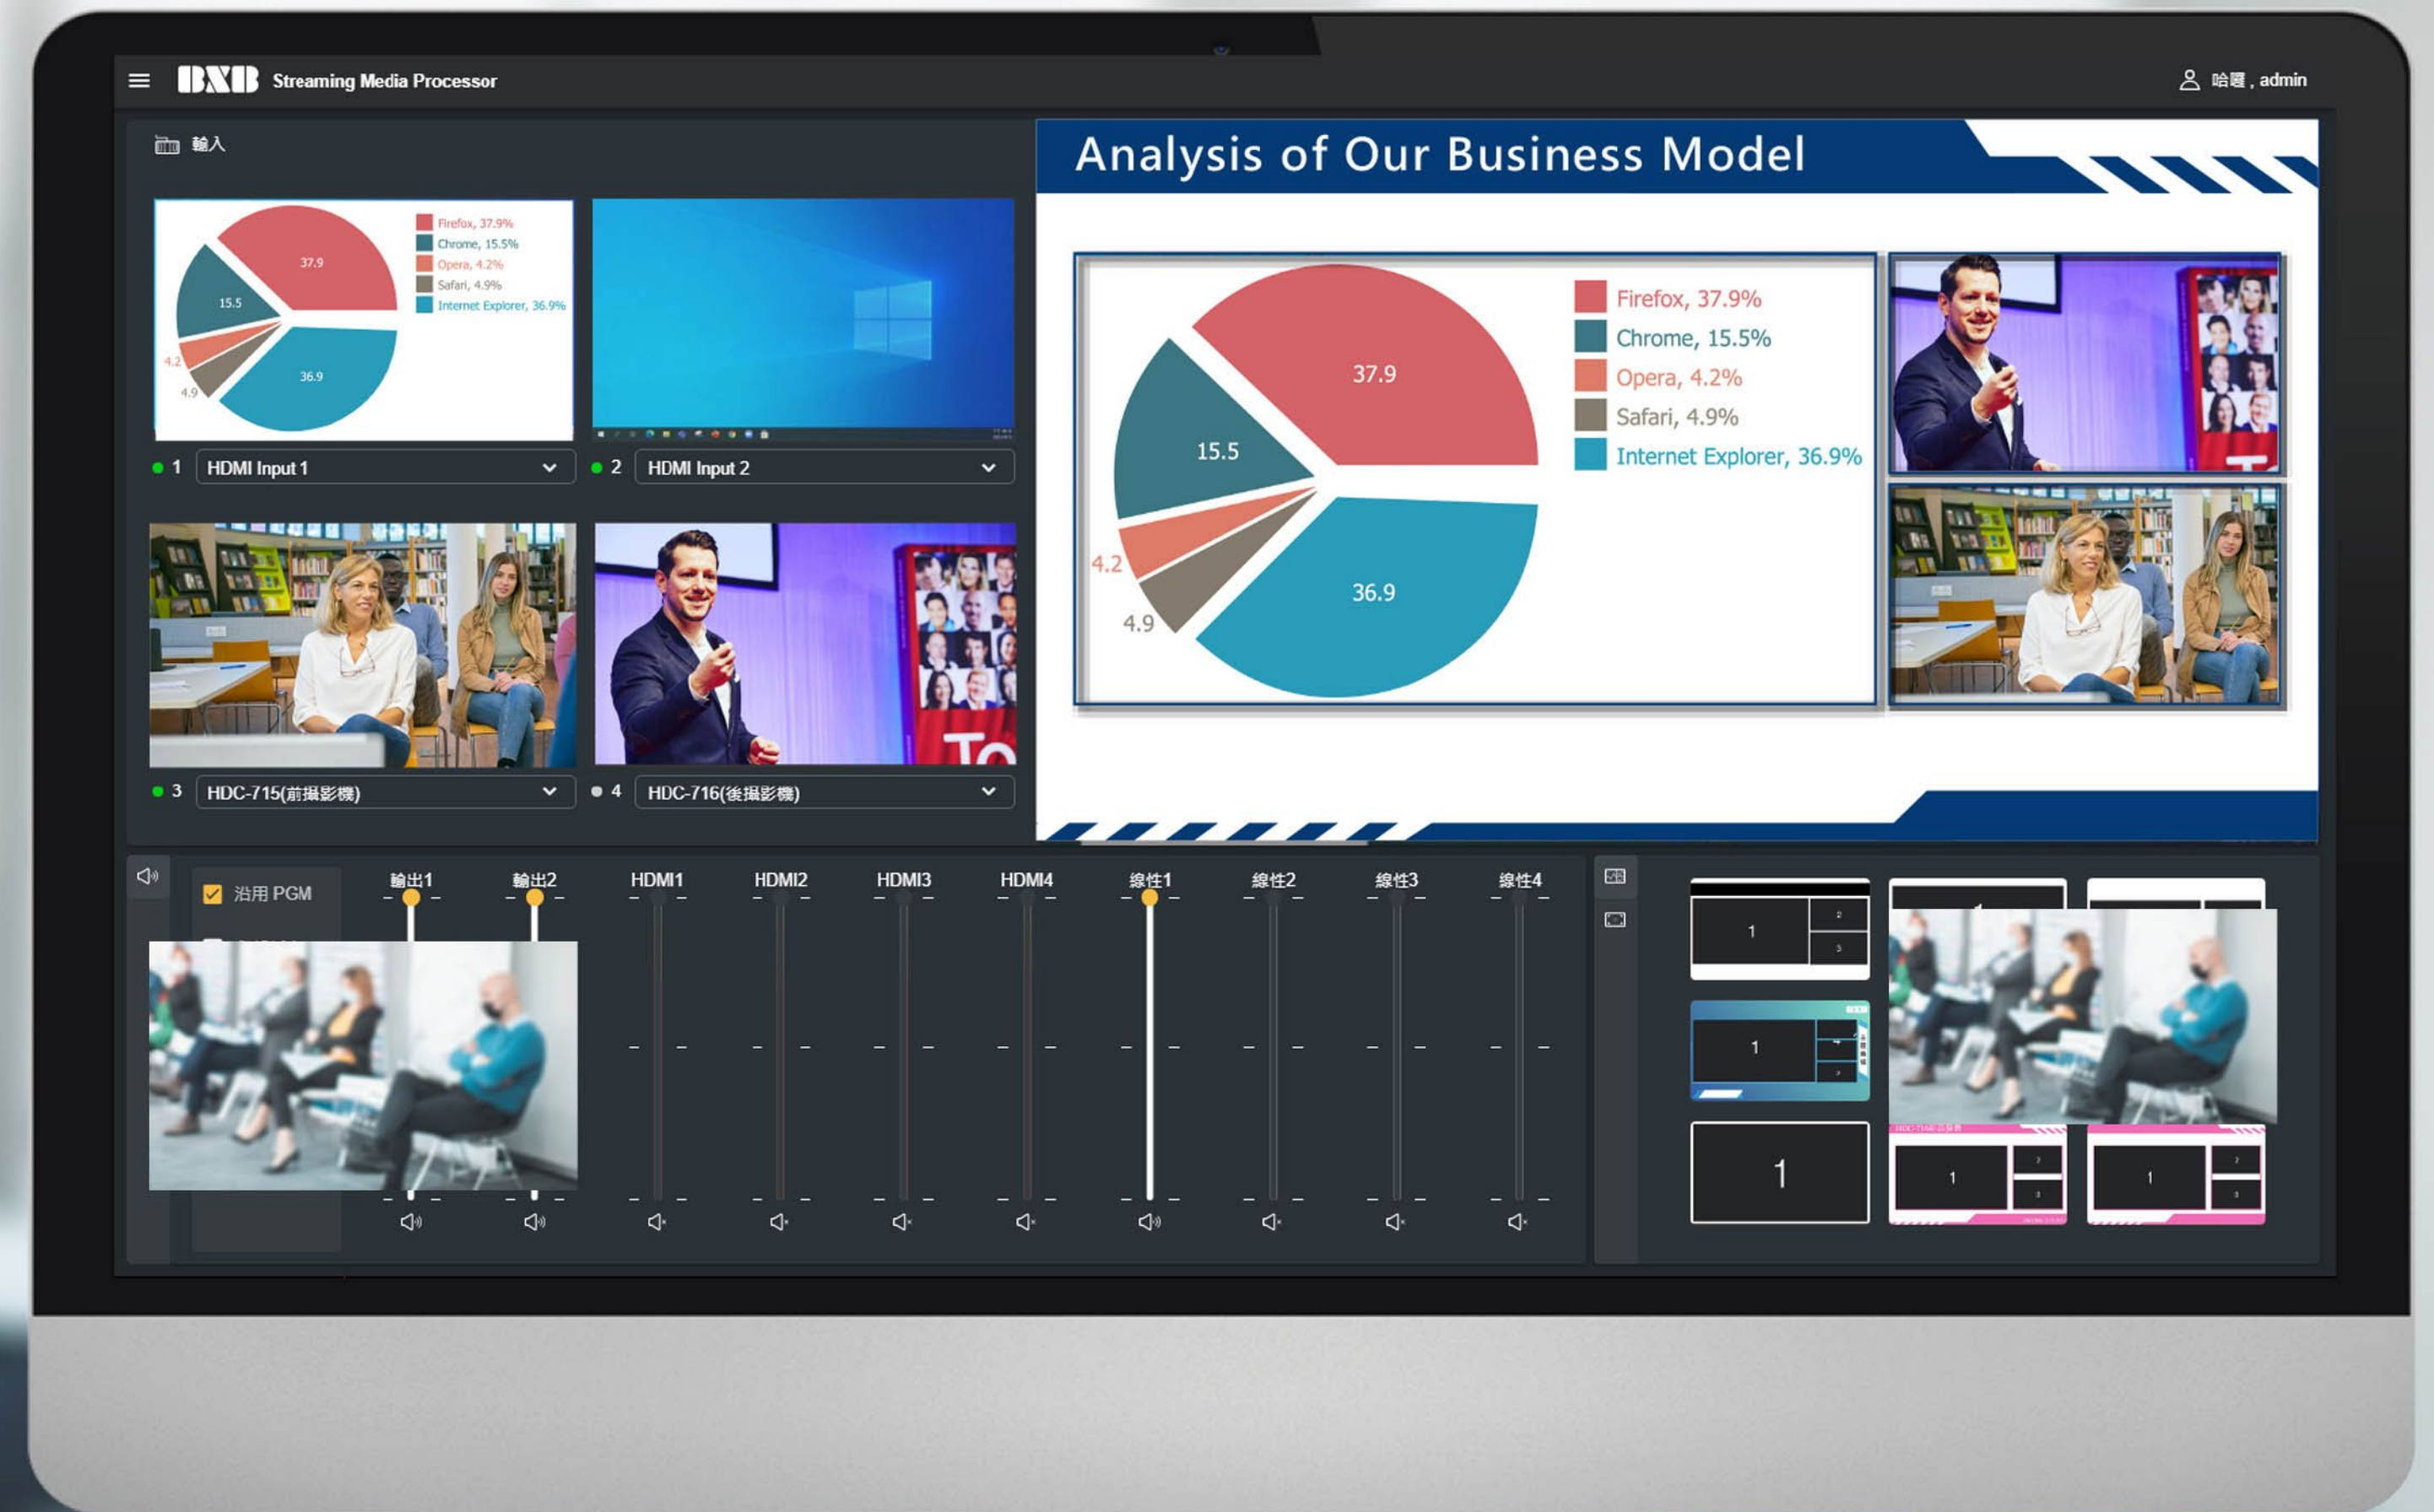 BXB Streaming Media Processor
哈囉 , admin
輸入
37.9
15.5
4.2
4.9
36.9
Firefox, 37.9%
Chrome, 15.5%
Opera, 4.2%
Safari, 4.9%
Internet Explorer, 36.9%
1 HDMI Input 1
2 HDMI Input 2
To
3 HDC-715(前攝影機)
4 HDC-716(後攝影機)
Analysis of Our Business Model
37.9
15.5
4.2
4.9
36.9
Firefox, 37.9%
Chrome, 15.5%
Opera, 4.2%
Safari, 4.9%
Internet Explorer, 36.9%
沿用 PGM
輸出1 輸出2 HDMI1 HDMI2 HDMI3 HDMI4 線性1 線性2 線性3 線性4
1 2 3
BXB
1
1
1 2 3
1 2 3